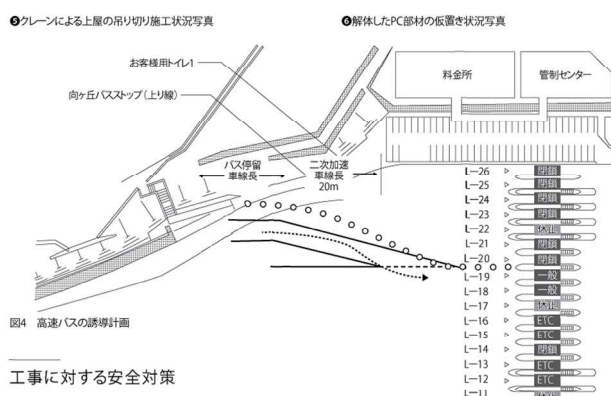 ❺クレーンによる上屋の吊り切り施工状況写真
❻解体したPC部材の仮置き状況写真
お客様用トイレ1
向ヶ丘バスストップ(上り線)
料金所
管制センター
バス停留
車線長
二次加速
車線長
20m
L―26 閉鎖
L―25 閉鎖
L―24 閉鎖
L―23 閉鎖
L―22 休止
L―21 閉鎖
L―20 閉鎖
L―19 一般
L―18 一般
L―17 休止
L―16 ETC
L―15 ETC
L―14 閉鎖
L―13 ETC
L―12 ETC
L―11
図4 高速バスの誘導計画
工事に対する安全対策